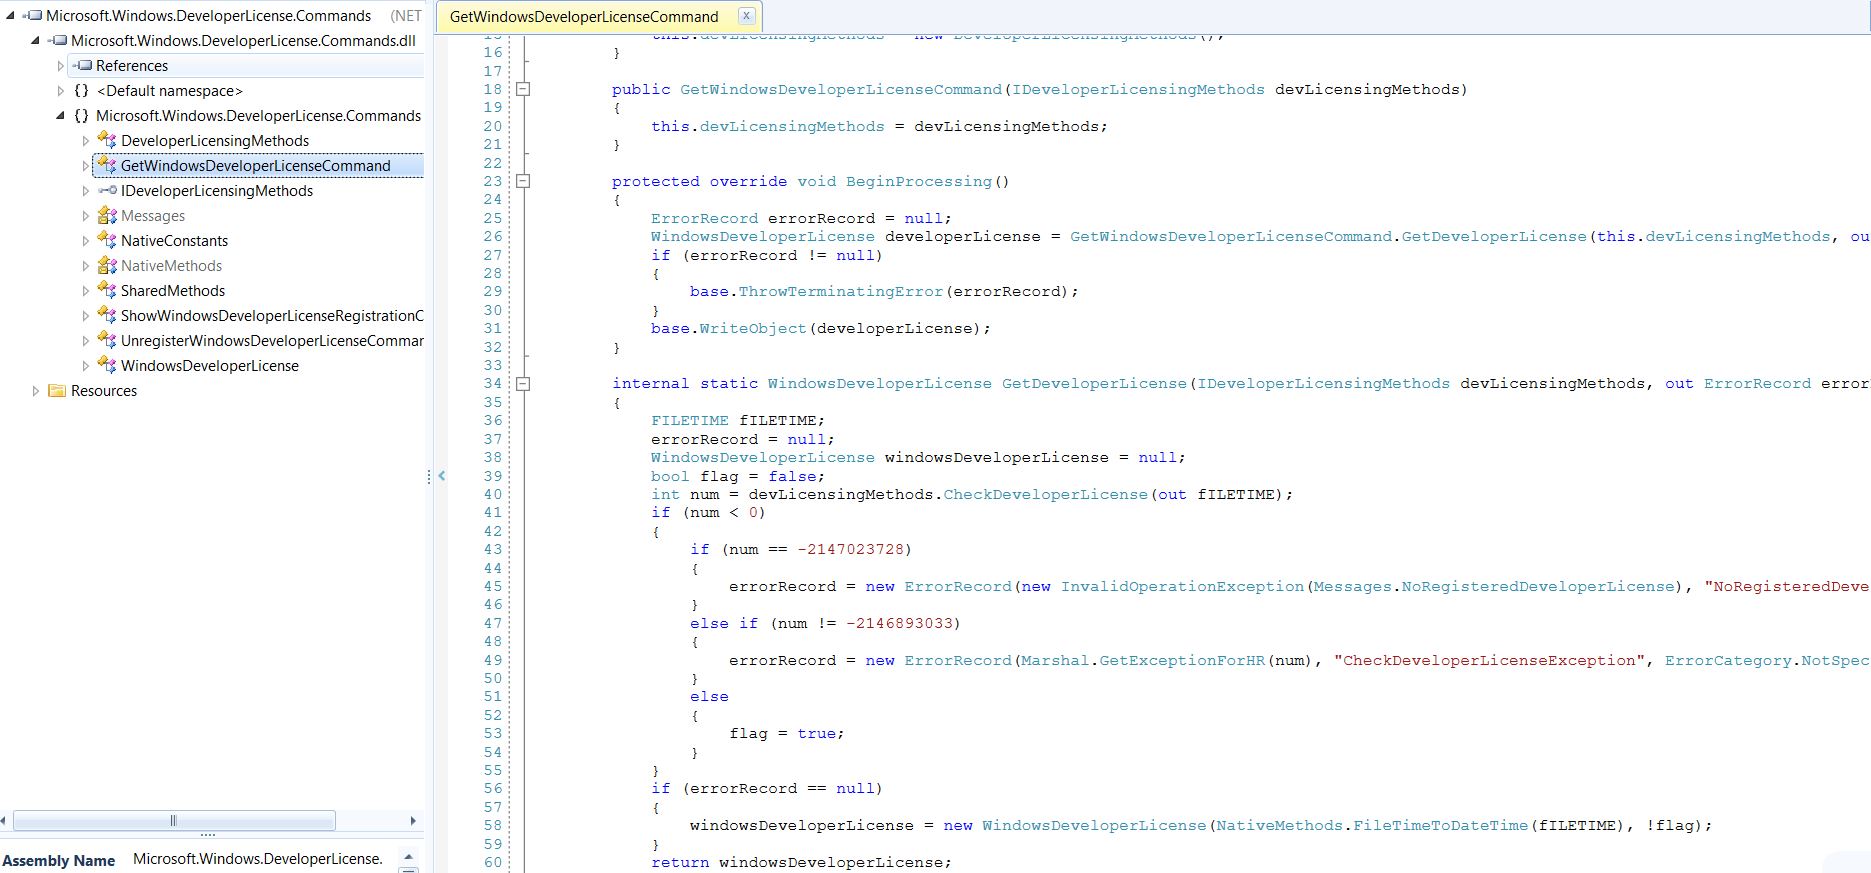 Microsoft.Windows.DeveloperLicense.Commands (NET
Microsoft.Windows.DeveloperLicense.Commands.dll
References
{} <Default namespace>
{} Microsoft.Windows.DeveloperLicense.Commands
DeveloperLicensingMethods
GetWindowsDeveloperLicenseCommand
IDeveloperLicensingMethods
Messages
NativeConstants
NativeMethods
SharedMethods
ShowWindowsDeveloperLicenseRegistrationC
UnregisterWindowsDeveloperLicenseCommar
WindowsDeveloperLicense
Resources
Assembly Name Microsoft.Windows.DeveloperLicense.
GetWindowsDeveloperLicenseCommand x
15 this.devLicensingMethods = new DeveloperLicensingMethods();
16 }
17
18 public GetWindowsDeveloperLicenseCommand(IDeveloperLicensingMethods devLicensingMethods)
19 {
20 this.devLicensingMethods = devLicensingMethods;
21 }
22
23 protected override void BeginProcessing()
24 {
25 ErrorRecord errorRecord = null;
26 WindowsDeveloperLicense developerLicense = GetWindowsDeveloperLicenseCommand.GetDeveloperLicense(this.devLicensingMethods, ou
27 if (errorRecord != null)
28 {
29 base.ThrowTerminatingError(errorRecord);
30 }
31 base.WriteObject(developerLicense);
32 }
33
34 internal static WindowsDeveloperLicense GetDeveloperLicense(IDeveloperLicensingMethods devLicensingMethods, out ErrorRecord error
35 {
36 FILETIME fILETIME;
37 errorRecord = null;
38 WindowsDeveloperLicense windowsDeveloperLicense = null;
39 bool flag = false;
40 int num = devLicensingMethods.CheckDeveloperLicense(out fILETIME);
41 if (num < 0)
42 {
43 if (num == -2147023728)
44 {
45 errorRecord = new ErrorRecord(new InvalidOperationException(Messages.NoRegisteredDeveloperLicense), "NoRegisteredDeve
46 }
47 else if (num != -2146893033)
48 {
49 errorRecord = new ErrorRecord(Marshal.GetExceptionForHR(num), "CheckDeveloperLicenseException", ErrorCategory.NotSpec
50 }
51 else
52 {
53 flag = true;
54 }
55 }
56 if (errorRecord == null)
57 {
58 windowsDeveloperLicense = new WindowsDeveloperLicense(NativeMethods.FileTimeToDateTime(fILETIME), !flag);
59 }
60 return windowsDeveloperLicense;